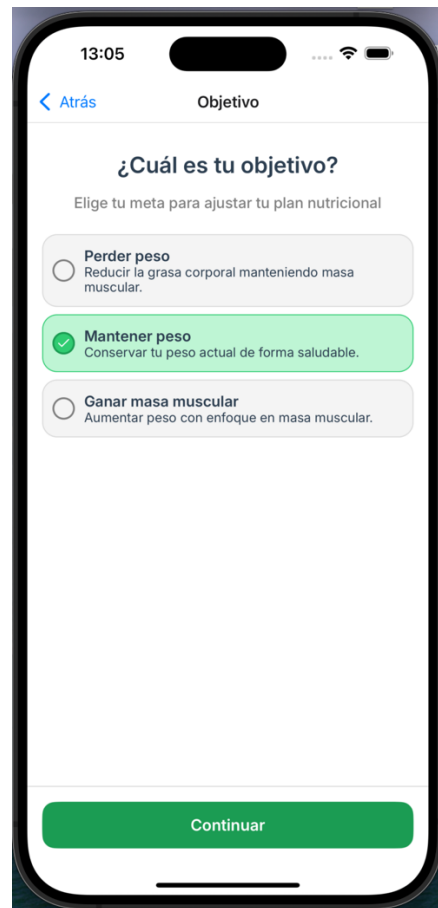 13:05
Atrás
Objetivo
¿Cuál es tu objetivo?
Elige tu meta para ajustar tu plan nutricional
Perder peso
Reducir la grasa corporal manteniendo masa
muscular.
Mantener peso
Conservar tu peso actual de forma saludable.
Ganar masa muscular
Aumentar peso con enfoque en masa muscular.
Continuar